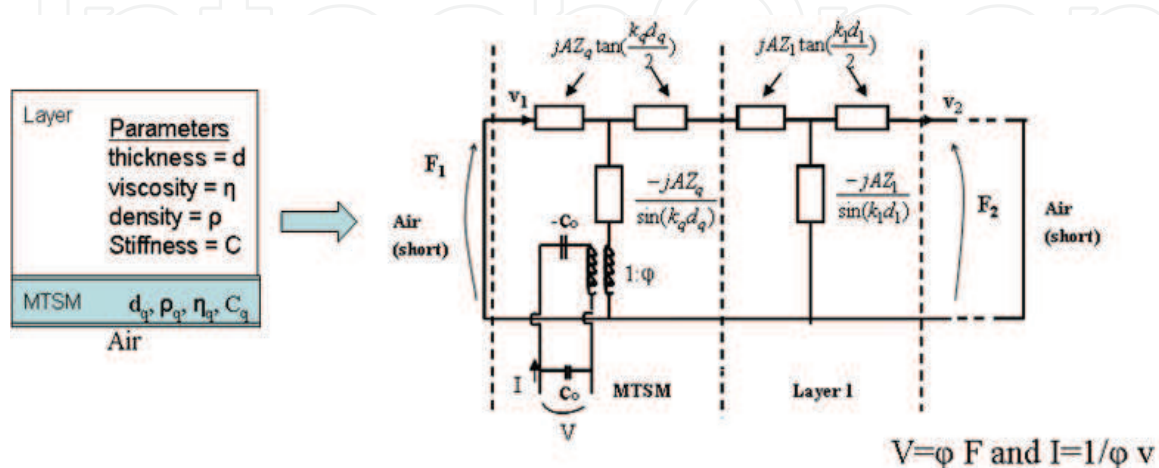 Layer
Parameters
thickness = d
viscosity = η
density = ρ
Stiffness = C
MTSM
d_q, ρ_q, η_q, C_q
Air
jAZ_q tan(k_q d_q / 2)
jAZ_1 tan(k_1 d_1 / 2)
v_1
v_2
F_1
-jAZ_q / sin(k_q d_q)
-jAZ_1 / sin(k_1 d_1)
F_2
Air
(short)
Air
(short)
-C_0
1:φ
I
C_0
MTSM
Layer 1
V
V=φ F and I=1/φ v